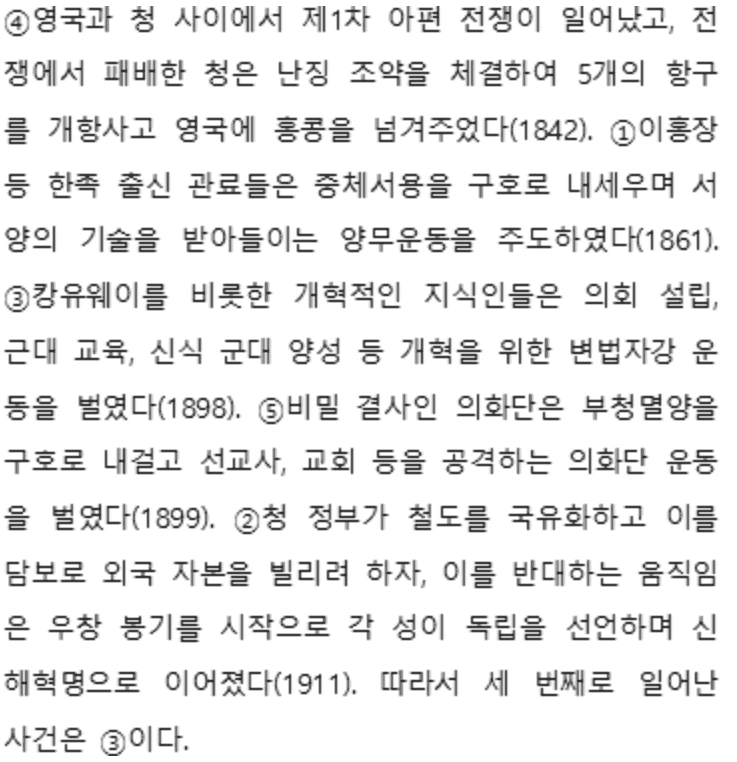 ④영국과 청 사이에서 제1차 아편 전쟁이 일어났고, 전
쟁에서 패배한 청은 난징 조약을 체결하여 5개의 항구
를 개항사고 영국에 홍콩을 넘겨주었다(1842). ①이홍장
등 한족 출신 관료들은 중체서용을 구호로 내세우며 서
양의 기술을 받아들이는 양무운동을 주도하였다(1861).
③캉유웨이를 비롯한 개혁적인 지식인들은 의회 설립,
근대 교육, 신식 군대 양성 등 개혁을 위한 변법자강 운
동을 벌였다(1898). ⑤비밀 결사인 의화단은 부청멸양을
구호로 내걸고 선교사, 교회 등을 공격하는 의화단 운동
을 벌였다(1899). ②청 정부가 철도를 국유화하고 이를
담보로 외국 자본을 빌리려 하자, 이를 반대하는 움직임
은 우창 봉기를 시작으로 각 성이 독립을 선언하며 신
해혁명으로 이어졌다(1911). 따라서 세 번째로 일어난
사건은 ③이다.